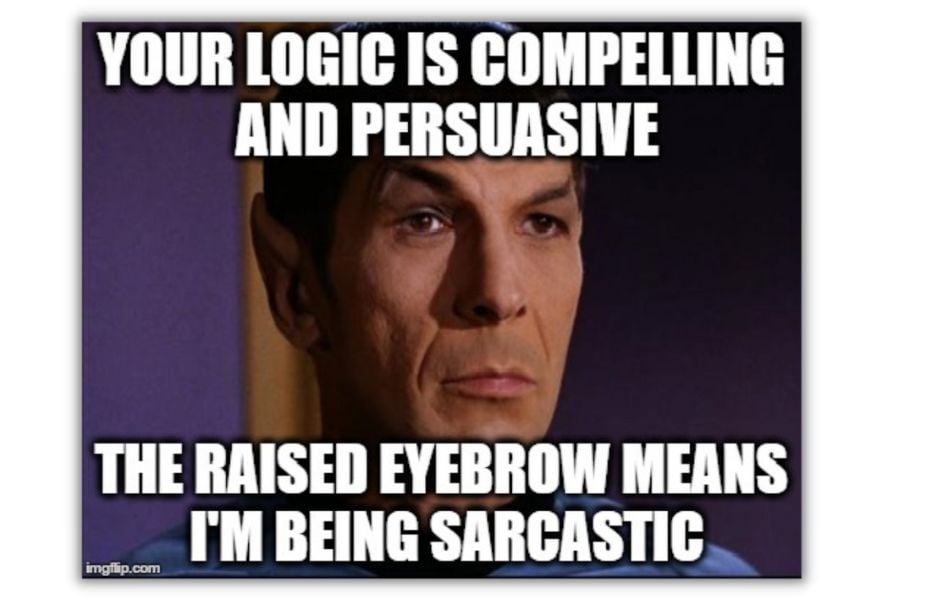 YOUR LOGIC IS COMPELLING
AND PERSUASIVE
THE RAISED EYEBROW MEANS
I'M BEING SARCASTIC
imgflip.com